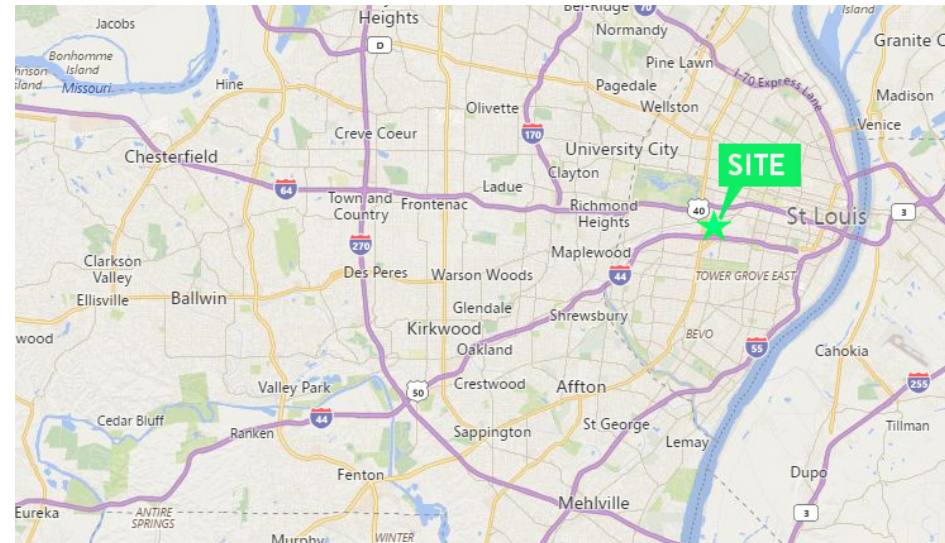 Heights
Bel-Ridge
70
Island
Jacobs
D
Normandy
Granite C
Bonhomme
Island
Pine Lawn
I-70 Express Lane
Missouri
Hine
Pagedale
Madison
Olivette
Wellston
Venice
Creve Coeur
170
University City
Chesterfield
Clayton
SITE
64
Ladue
Town and
Country
Frontenac
Richmond
Heights
40
St Louis
3
270
Maplewood
Clarkson
Valley
Des Peres
Warson Woods
44
TOWER GROVE EAST
Ellisville
Ballwin
Glendale
Shrewsbury
wood
Kirkwood
BEVO
Oakland
55
Cahokia
Valley Park
50
Crestwood
Affton
255
Cedar Bluff
44
Ranken
Sappington
St George
Tillman
Lemay
Fenton
Dupo
Mehlville
3
Eureka
ANTIRE
SPRINGS
Murphy
WINTER